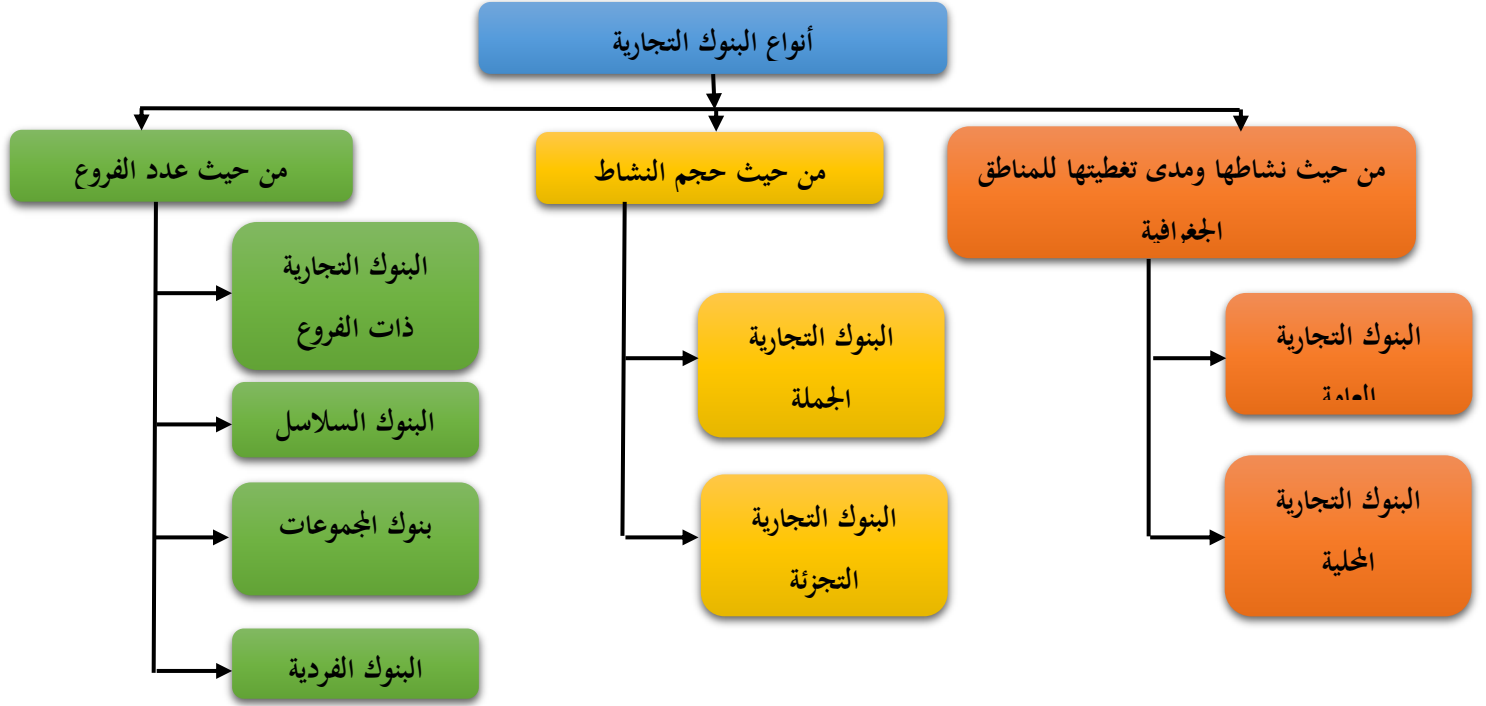 أنواع البنوك التجارية
من حيث نشاطها ومدى تغطيتها للمناطق
الجغرافية
البنوك التجارية
العامة
البنوك التجارية
المحلية
من حيث حجم النشاط
البنوك التجارية
الجملة
البنوك التجارية
التجزئة
من حيث عدد الفروع
البنوك التجارية
ذات الفروع
البنوك السلاسل
بنوك المجموعات
البنوك الفردية